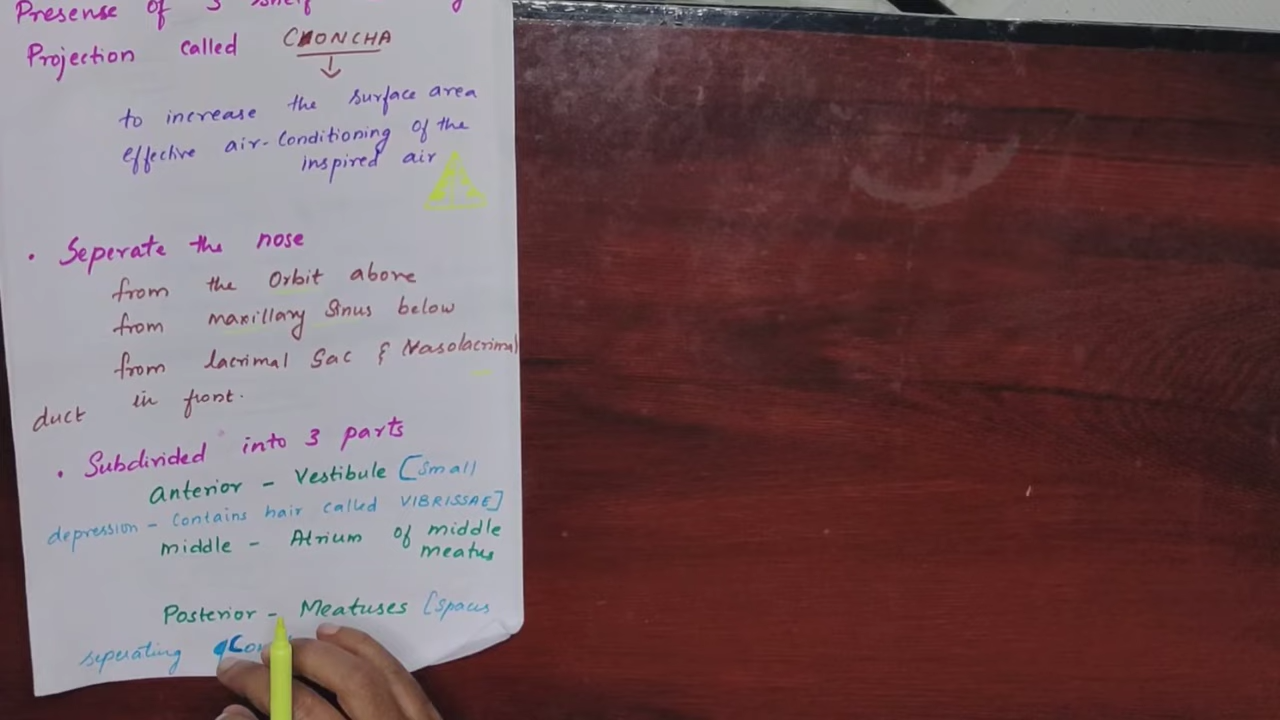 Presense of 3
Projection called CHONCHA
to increase the surface area
effective air-conditioning of the
inspired air
• Seperate the nose
from the Orbit above
from maxillary Sinus below
from lacrimal Sac & Nasolacrimal
duct in front.
• Subdivided into 3 parts
Anterior - Vestibule [Small
depression - Contains hair called VIBRISSAE]
middle - Atrium of middle
meatus
Posterior - Meatuses [spaces
seperating